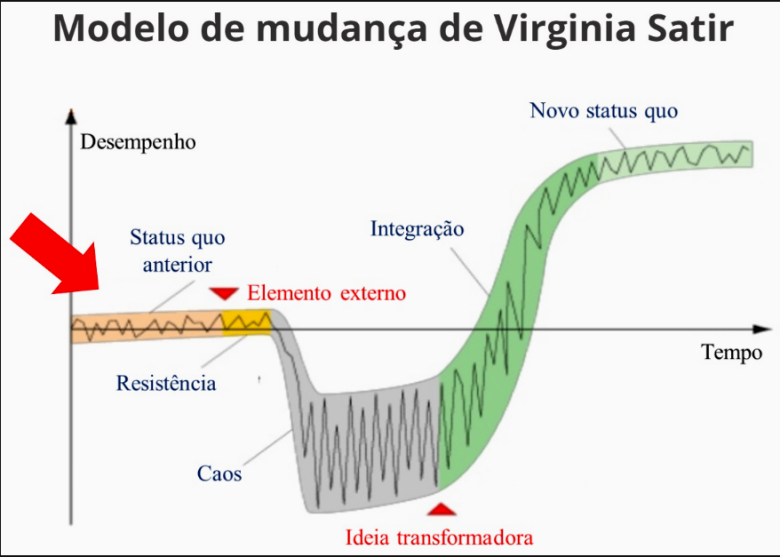 Modelo de mudança de Virginia Satir
Novo status quo
Desempenho
Status quo
anterior
Integração
Elemento externo
Tempo
Resistência
Caos
Ideia transformadora